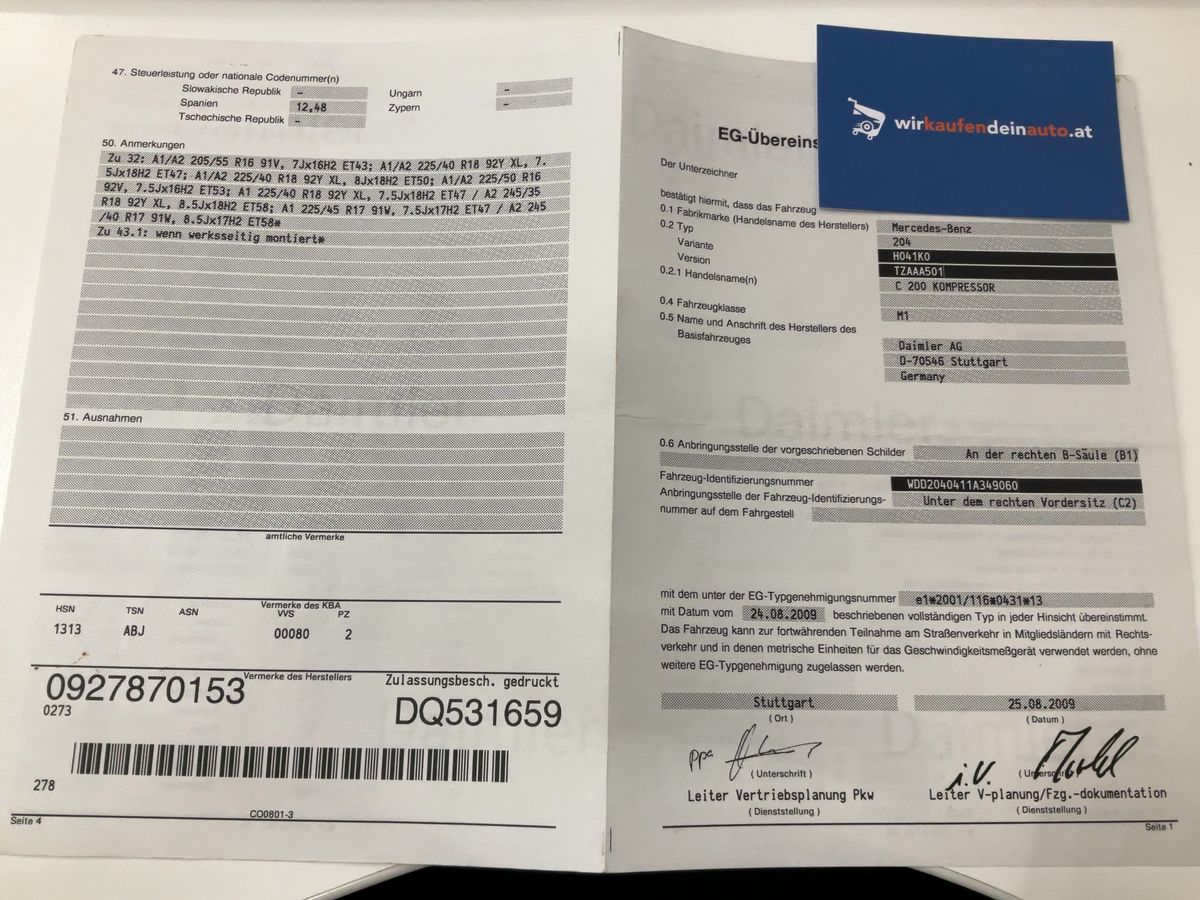 47. Steuerleistung oder nationale Codenummer(n)
Slowakische Republik -
Ungarn -
Spanien 12,48
Zypern -
Tschechische Republik -
50. Anmerkungen
Zu 32: A1/A2 205/55 R16 91V, 7Jx16H2 ET43; A1/A2 225/40 R18 92Y XL, 7.
5Jx18H2 ET47; A1/A2 225/40 R18 92Y XL, 8Jx18H2 ET50; A1/A2 225/50 R16
92V, 7.5Jx16H2 ET53; A1 225/40 R18 92Y XL, 7.5Jx18H2 ET47 / A2 245/35
R18 92Y XL, 8.5Jx18H2 ET58; A1 225/45 R17 91W, 7.5Jx17H2 ET47 / A2 245
/40 R17 91W, 8.5Jx17H2 ET58*
Zu 43.1: wenn werksseitig montiert*
51. Ausnahmen
amtliche Vermerke
Vermerke des KBA
HSN TSN ASN VVS PZ
1313 ABJ 00080 2
Vermerke des Herstellers
Zulassungsbesch. gedruckt
0927870153
DQ531659
0273
278
CO0801-3
Seite 4
wirkaufendeinauto.at
EG-Übereins
Der Unterzeichner
bestätigt hiermit, dass das Fahrzeug
0.1 Fabrikmarke (Handelsname des Herstellers) Mercedes-Benz
0.2 Typ 204
Variante H041K0
Version TZAAA501
0.2.1 Handelsname(n) C 200 KOMPRESSOR
0.4 Fahrzeugklasse M1
0.5 Name und Anschrift des Herstellers des
Basisfahrzeuges
Daimler AG
D-70546 Stuttgart
Germany
Daimler
0.6 Anbringungsstelle der vorgeschriebenen Schilder An der rechten B-Säule (B1)
Fahrzeug-Identifizierungsnummer WDD2040411A349060
Anbringungsstelle der Fahrzeug-Identifizierungs- Unter dem rechten Vordersitz (C2)
nummer auf dem Fahrgestell
mit dem unter der EG-Typgenehmigungsnummer e1*2001/116*0431*13
mit Datum vom 24.08.2009 beschriebenen vollständigen Typ in jeder Hinsicht übereinstimmt.
Das Fahrzeug kann zur fortwährenden Teilnahme am Straßenverkehr in Mitgliedsländern mit Rechts-
verkehr und in denen metrische Einheiten für das Geschwindigkeitsmeßgerät verwendet werden, ohne
weitere EG-Typgenehmigung zugelassen werden.
Stuttgart 25.08.2009
(Ort) (Datum)
ppa
i.V.
(Unterschrift)
Leiter Vertriebsplanung Pkw Leiter V-planung/Fzg.-dokumentation
(Dienststellung) (Dienststellung)
Seite 1